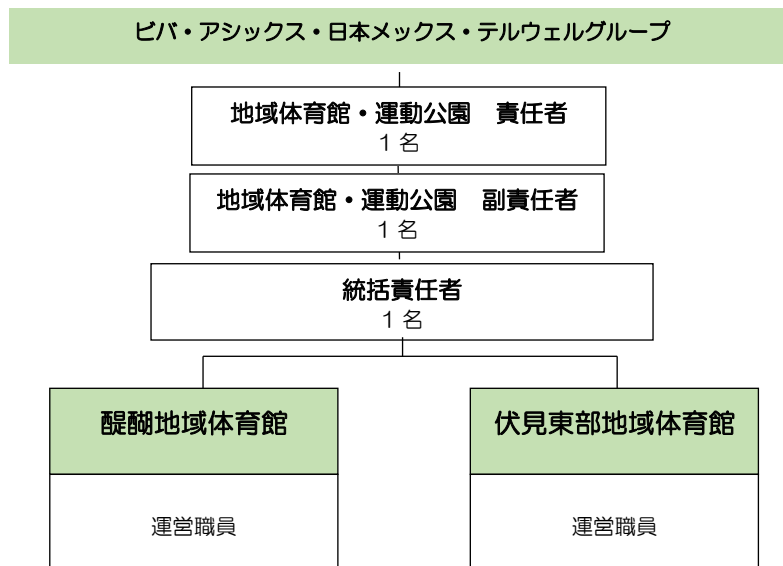 ビバ・アシックス・日本メックス・テルウェルグループ
地域体育館・運動公園　責任者
1 名
地域体育館・運動公園　副責任者
1 名
統括責任者
1 名
醍醐地域体育館
伏見東部地域体育館
運営職員
運営職員